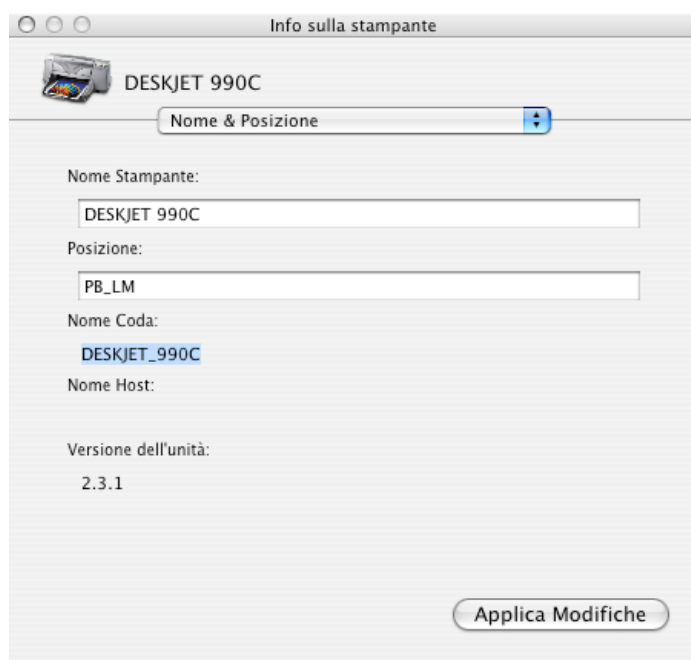 Info sulla stampante
DESKJET 990C
Nome & Posizione
Nome Stampante:
DESKJET 990C
Posizione:
PB_LM
Nome Coda:
DESKJET_990C
Nome Host:
Versione dell'unità:
2.3.1
Applica Modifiche